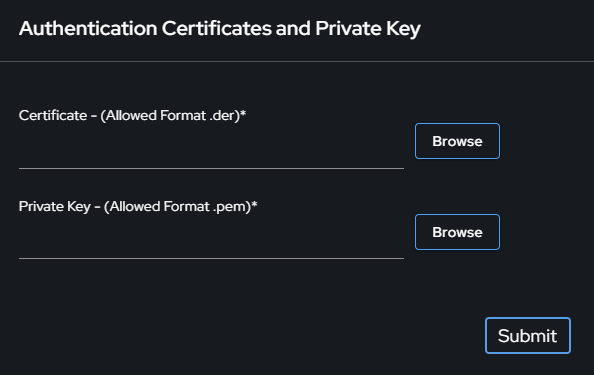 Authentication Certificates and Private Key
Certificate - (Allowed Format .der)*
Browse
Private Key - (Allowed Format .pem)*
Browse
Submit